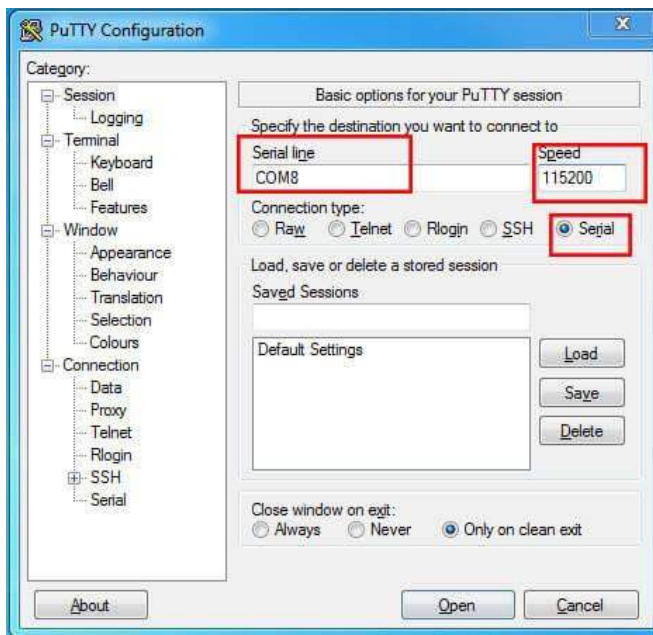 PuTTY Configuration
Category:
Session
Logging
Terminal
Keyboard
Bell
Features
Window
Appearance
Behaviour
Translation
Selection
Colours
Connection
Data
Proxy
Telnet
Rlogin
SSH
Serial
Basic options for your PuTTY session
Specify the destination you want to connect to
Serial line Speed
COM8 115200
Connection type:
Raw Telnet Rlogin SSH Serial
Load, save or delete a stored session
Saved Sessions
Default Settings
Load
Save
Delete
Close window on exit:
Always Never Only on clean exit
About Open Cancel